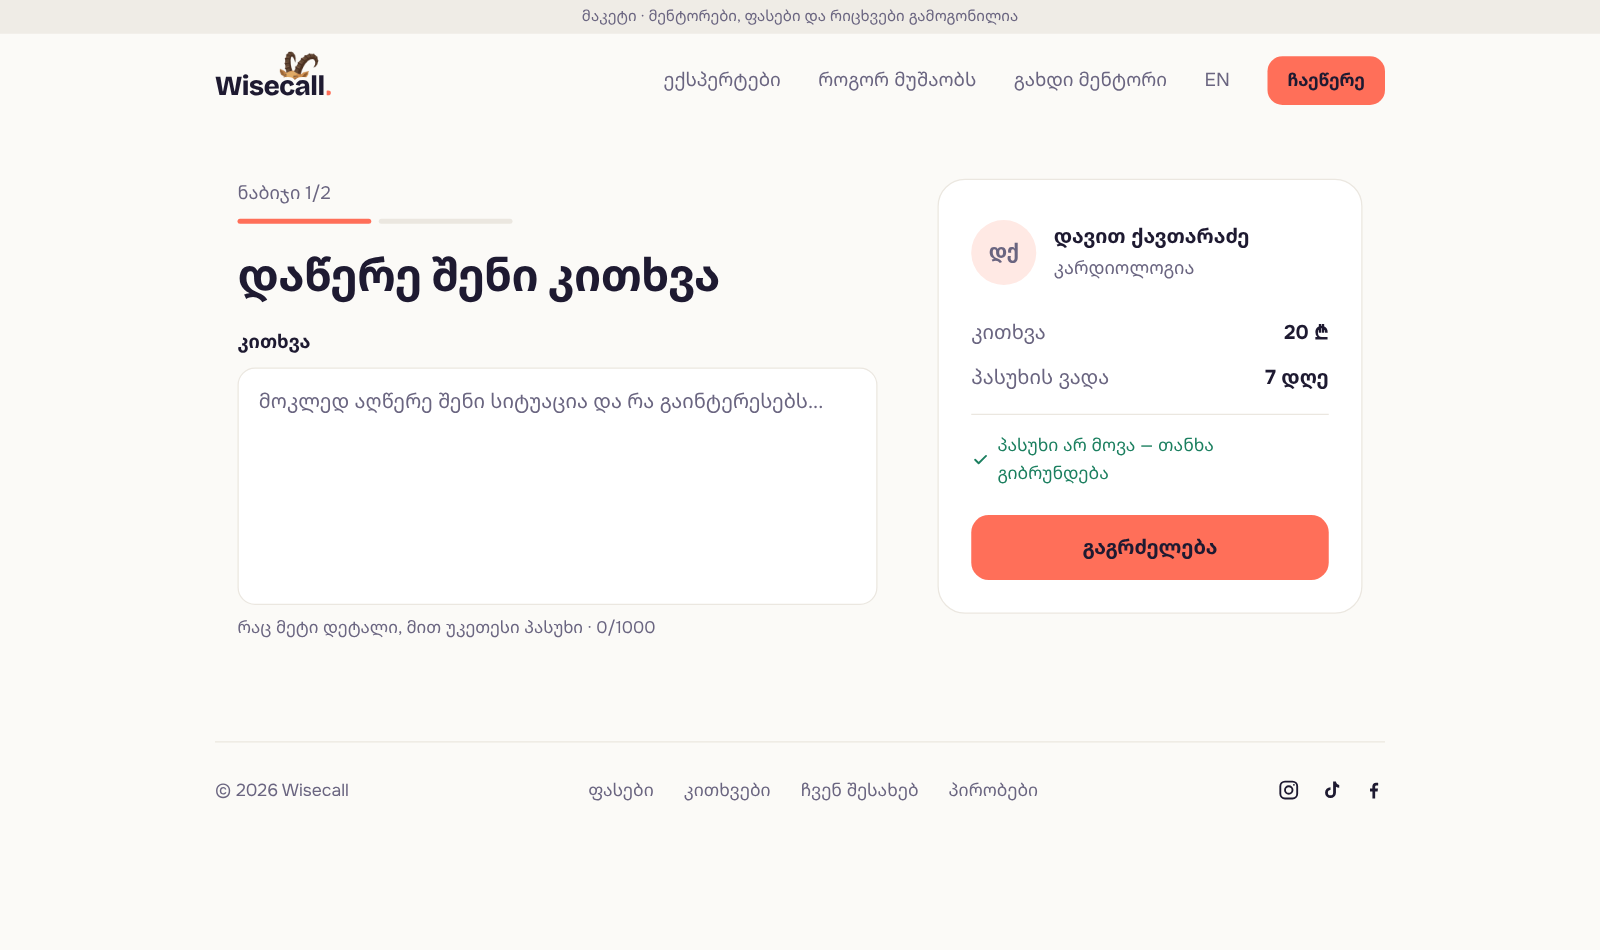 მაკეტი · მენტორები, ფასები და რიცხვები გამოგონილია
Wisecall.
ექსპერტები
როგორ მუშაობს
გახდი მენტორი
EN
ჩაეწერე
ნაბიჯი 1/2
დაწერე შენი კითხვა
კითხვა
მოკლედ აღწერე შენი სიტუაცია და რა გაინტერესებს...
რაც მეტი დეტალი, მით უკეთესი პასუხი · 0/1000
დქ
დავით ქავთარაძე
კარდიოლოგია
კითხვა 20 ₾
პასუხის ვადა 7 დღე
პასუხი არ მოვა – თანხა
გიბრუნდება
გაგრძელება
© 2026 Wisecall
ფასები
კითხვები
ჩვენ შესახებ
პირობები